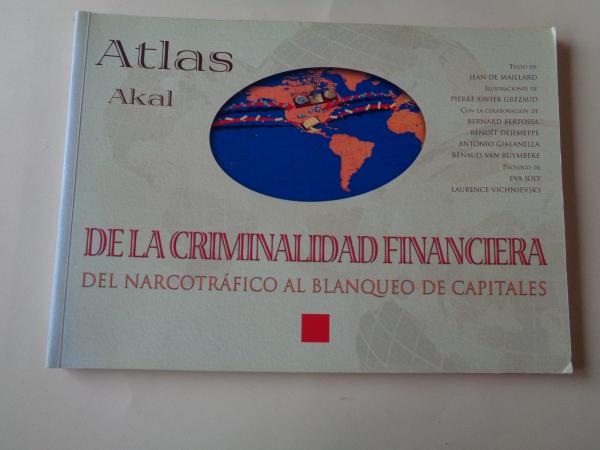 Atlas
Akal
TEXTO DE
JEAN DE MAILLARD
ILUSTRACIONES DE
PIERRE-XAVIER GRÉZAUD
CON LA COLABORACIÓN DE
BERNARD BERTOSSA
BENOÎT DEJEMEPPE
ANTONIO GIALANELLA
RENAUD VAN RUYMBEKE
PRÓLOGO DE
EVA JOLY
LAURENCE VICHNIEVSKY
DE LA CRIMINALIDAD FINANCIERA
DEL NARCOTRÁFICO AL BLANQUEO DE CAPITALES